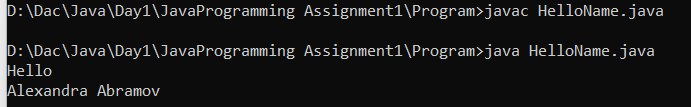 D:\Dac\Java\Day1\JavaProgramming Assignment1\Program>javac HelloName.java
D:\Dac\Java\Day1\JavaProgramming Assignment1\Program>java HelloName.java
Hello
Alexandra Abramov